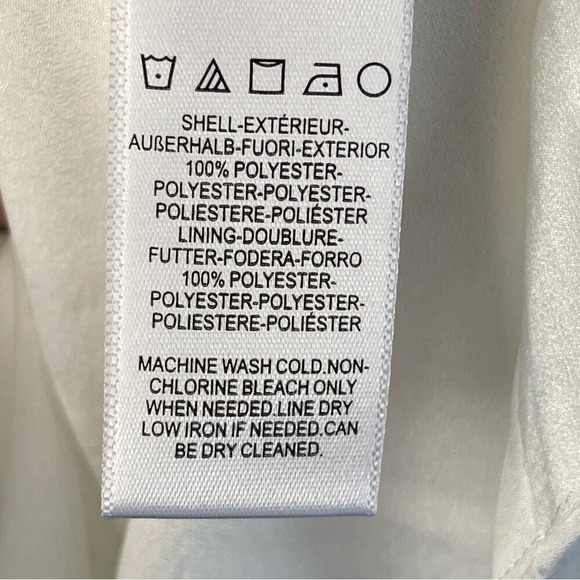 SHELL-EXTÉRIEUR-
AUßERHALB-FUORI-EXTERIOR
100% POLYESTER-
POLYESTER-POLYESTER-
POLIESTERE-POLIÉSTER
LINING-DOUBLURE-
FUTTER-FODERA-FORRO
100% POLYESTER-
POLYESTER-POLYESTER-
POLIESTERE-POLIÉSTER
MACHINE WASH COLD.NON-
CHLORINE BLEACH ONLY
WHEN NEEDED.LINE DRY
LOW IRON IF NEEDED.CAN
BE DRY CLEANED.